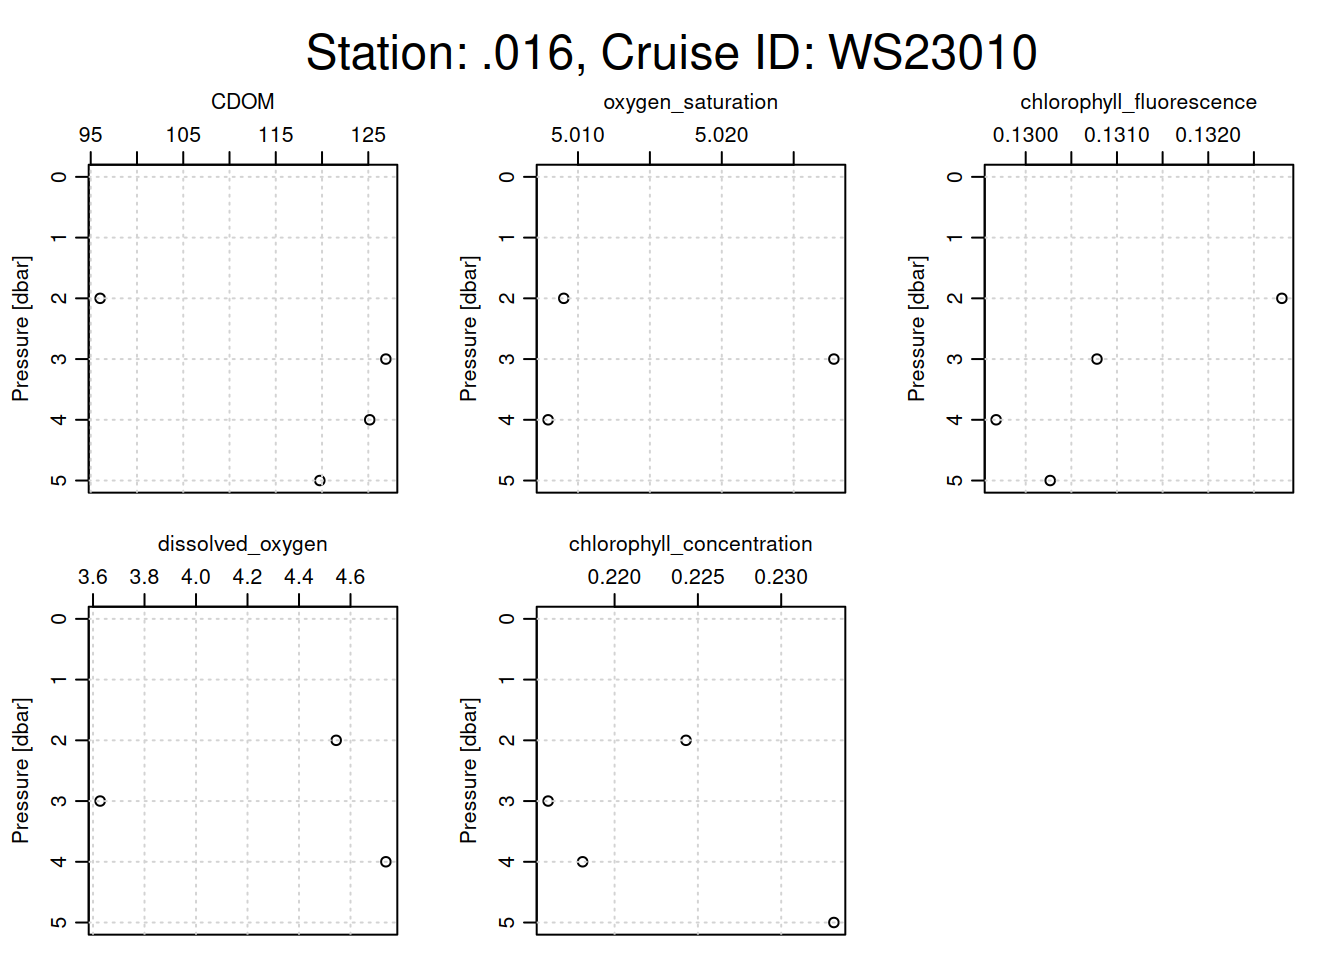 Station: .016, Cruise ID: WS23010
CDOM
95 105 115 125
0
1
2
3
4
5
Pressure [dbar]
oxygen_saturation
5.010 5.020
0
1
2
3
4
5
Pressure [dbar]
chlorophyll_fluorescence
0.1300 0.1310 0.1320
0
1
2
3
4
5
Pressure [dbar]
dissolved_oxygen
3.6 3.8 4.0 4.2 4.4 4.6
0
1
2
3
4
5
Pressure [dbar]
chlorophyll_concentration
0.220 0.225 0.230
0
1
2
3
4
5
Pressure [dbar]